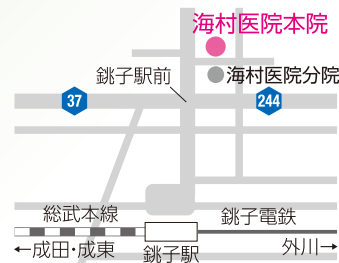 海村医院本院
海村医院分院
銚子駅前
37
244
総武本線
銚子電鉄
←成田・成東
銚子駅
外川→